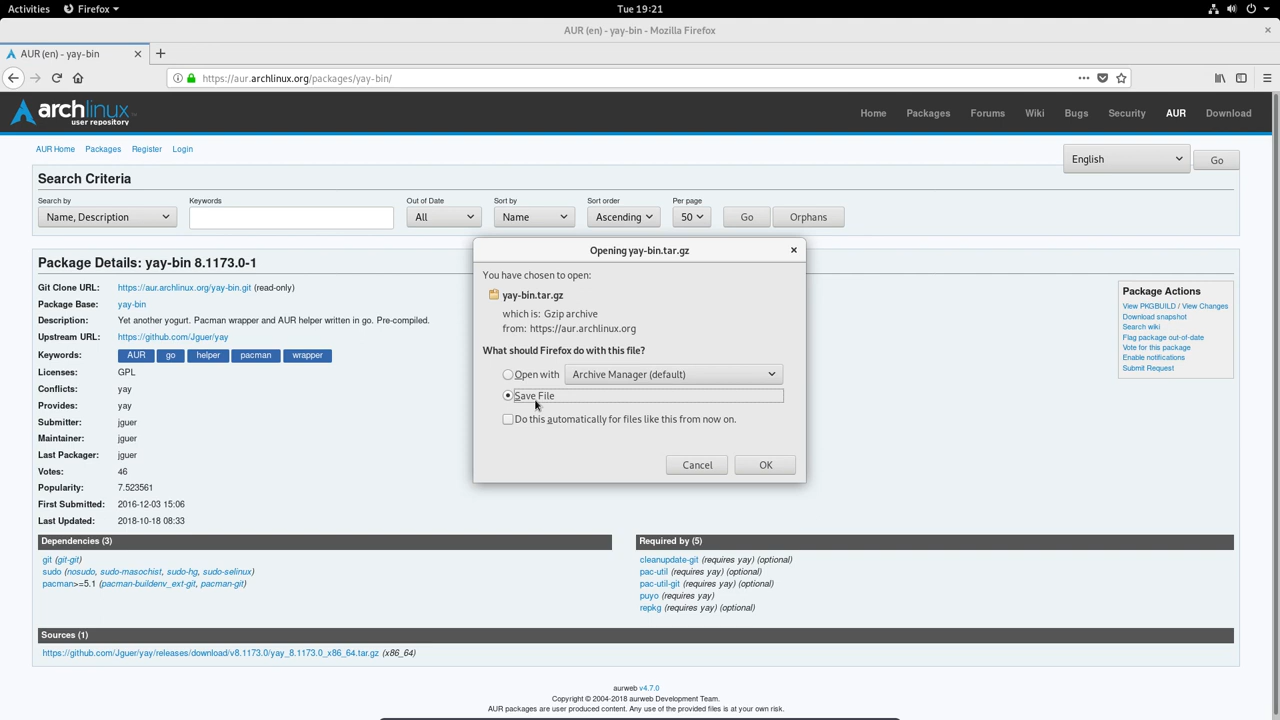 Activities Firefox Tue 19:21
AUR (en) - yay-bin - Mozilla Firefox
AUR (en) - yay-bin
https://aur.archlinux.org/packages/yay-bin/
archlinux
user repository
Home Packages Forums Wiki Bugs Security AUR Download
AUR Home Packages Register Login
English Go
Search Criteria
Search by Keywords Out of Date Sort by Sort order Per page
Name, Description All Name Ascending 50 Go Orphans
Package Details: yay-bin 8.1173.0-1
Git Clone URL: https://aur.archlinux.org/yay-bin.git (read-only)
Package Base: yay-bin
Description: Yet another yogurt. Pacman wrapper and AUR helper written in go. Pre-compiled.
Upstream URL: https://github.com/Jguer/yay
Keywords: AUR go helper pacman wrapper
Licenses: GPL
Conflicts: yay
Provides: yay
Submitter: jguer
Maintainer: jguer
Last Packager: jguer
Votes: 46
Popularity: 7.523561
First Submitted: 2016-12-03 15:06
Last Updated: 2018-10-18 08:33
Opening yay-bin.tar.gz
You have chosen to open:
yay-bin.tar.gz
which is: Gzip archive
from: https://aur.archlinux.org
What should Firefox do with this file?
Open with Archive Manager (default)
Save File
Do this automatically for files like this from now on.
Cancel OK
Package Actions
View PKGBUILD / View Changes
Download snapshot
Search wiki
Flag package out-of-date
Vote for this package
Enable notifications
Submit Request
Dependencies (3)
git (git-git)
sudo (nosudo, sudo-masochist, sudo-hg, sudo-selinux)
pacman>=5.1 (pacman-buildenv_ext-git, pacman-git)
Required by (5)
cleanupdate-git (requires yay) (optional)
pac-util (requires yay) (optional)
pac-util-git (requires yay) (optional)
puyo (requires yay)
repkg (requires yay) (optional)
Sources (1)
https://github.com/Jguer/yay/releases/download/v8.1173.0/yay_8.1173.0_x86_64.tar.gz (x86_64)
aurweb v4.7.0
Copyright © 2004-2018 aurweb Development Team.
AUR packages are user produced content. Any use of the provided files is at your own risk.